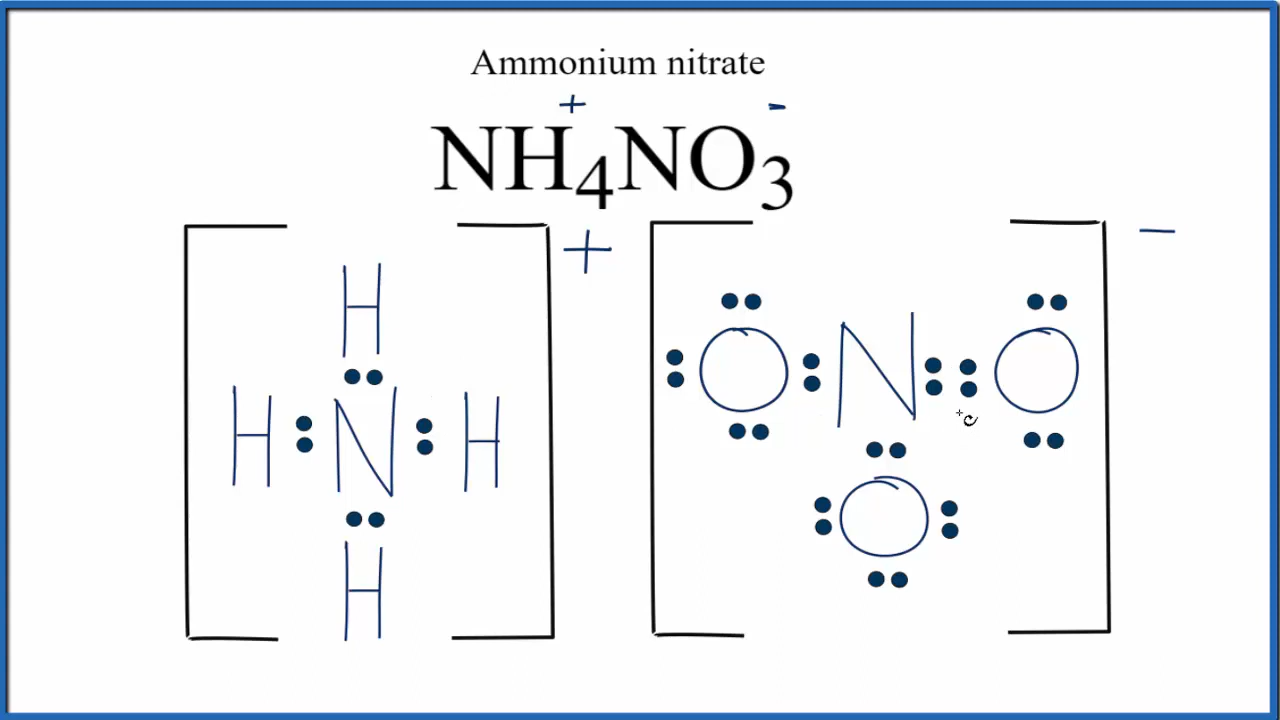 Ammonium nitrate
+ -
NH₄NO₃
+ −
H
H N H
H
O N O
O